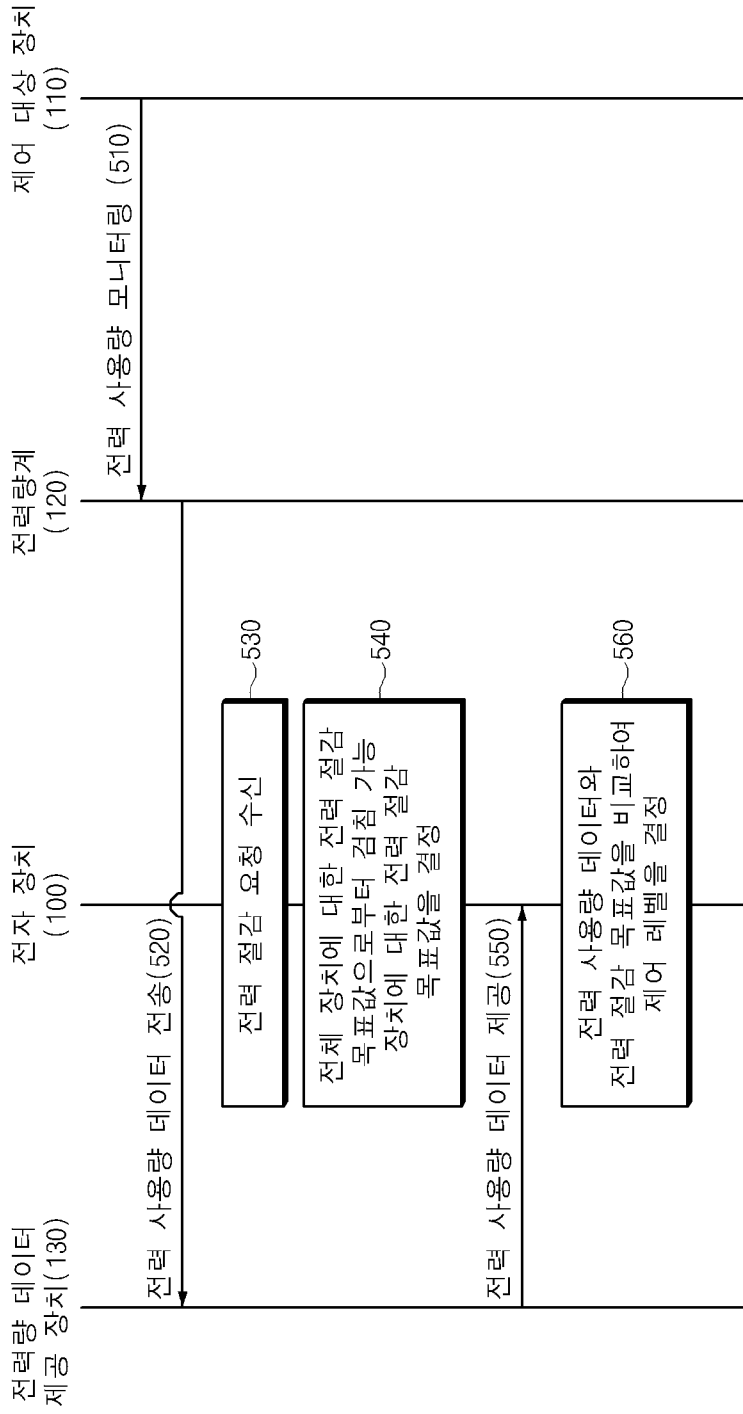 전력량 데이터
제공 장치(130)
전자 장치
(100)
전력량계
(120)
제어 대상 장치
(110)
전력 사용량 모니터링 (510)
전력 사용량 데이터 전송(520)
전력 절감 요청 수신
530
전체 장치에 대한 전력 절감
목표값으로부터 검침 가능
장치에 대한 전력 절감
목표값을 결정
540
전력 사용량 데이터 제공(550)
전력 사용량 데이터와
전력 절감 목표값을 비교하여
제어 레벨을 결정
560